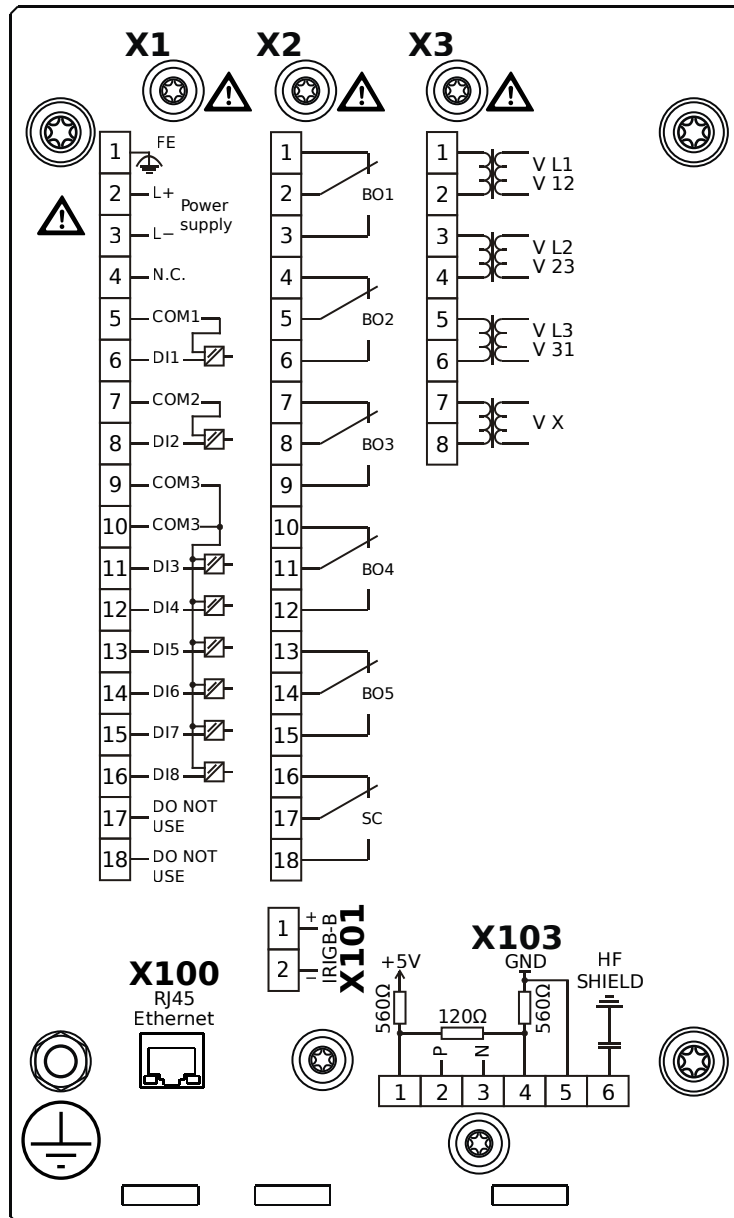 X1 X2 X3
1 FE
2 L+
Power
supply
3 L−
4 N.C.
5 COM1
6 DI1
7 COM2
8 DI2
9 COM3
10 COM3
11 DI3
12 DI4
13 DI5
14 DI6
15 DI7
16 DI8
17 DO NOT
USE
18 DO NOT
USE
1
2 BO1
3
4
5 BO2
6
7
8 BO3
9
10
11 BO4
12
13
14 BO5
15
16
17 SC
18
1 V L1
2 V 12
3 V L2
4 V 23
5 V L3
6 V 31
7 V X
8
X101
IRIGB-B
1 +
2 −
X100
RJ45
Ethernet
X103
+5V GND HF
SHIELD
560Ω 120Ω 560Ω
P N
1 2 3 4 5 6